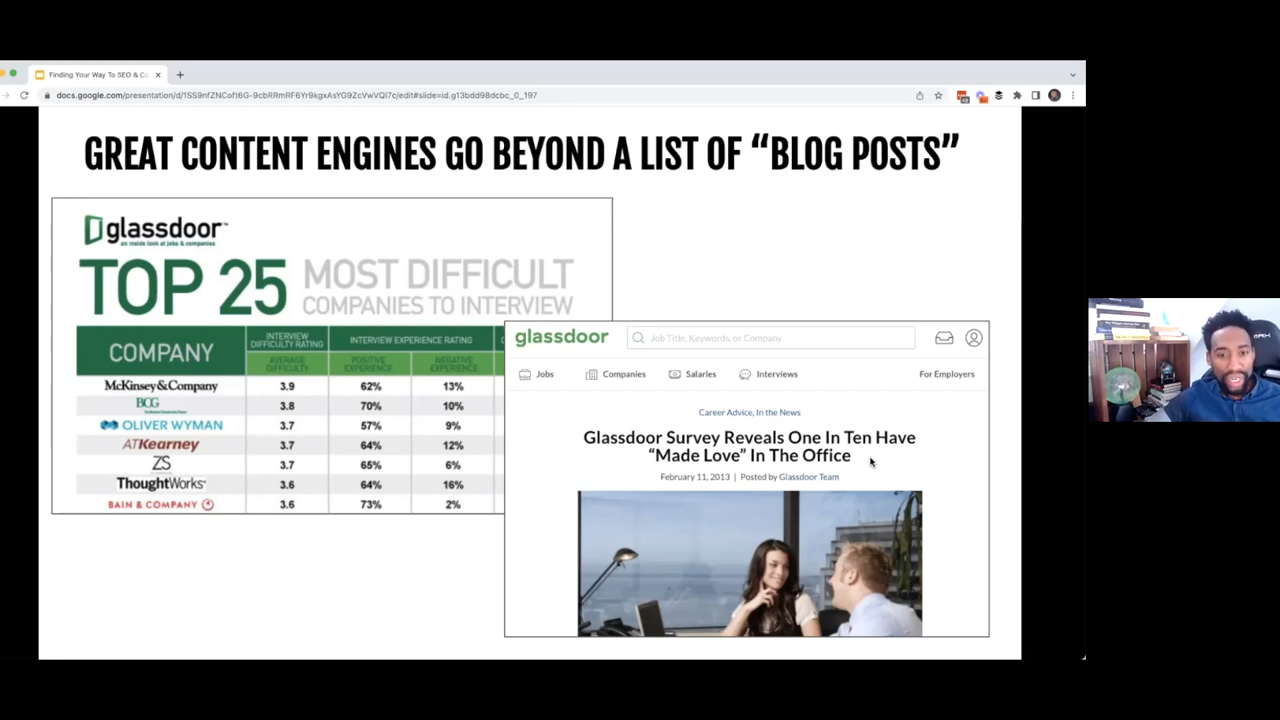 Finding Your Way To SEO & Co
docs.google.com/presentation/d/1SS9nfZNCoft6G-9cbRRmRF6Yr9kgxAsYG9ZcVwVQI7c/edit#slide=id.g13bdd98dcbc_0_197
GREAT CONTENT ENGINES GO BEYOND A LIST OF “BLOG POSTS”
glassdoor™
an inside look at jobs & companies
TOP 25 MOST DIFFICULT
COMPANIES TO INTERVIEW
COMPANY
INTERVIEW DIFFICULTY RATING
INTERVIEW EXPERIENCE RATING
AVERAGE DIFFICULTY
POSITIVE EXPERIENCE
NEGATIVE EXPERIENCE
McKinsey & Company 3.9 62% 13%
BCG 3.8 70% 10%
OLIVER WYMAN 3.7 57% 9%
ATKearney 3.7 64% 12%
ZS 3.7 65% 6%
ThoughtWorks® 3.6 64% 16%
BAIN & COMPANY 3.6 73% 2%
glassdoor
Job Title, Keywords, or Company
Jobs Companies Salaries Interviews For Employers
Career Advice, In the News
Glassdoor Survey Reveals One In Ten Have
“Made Love” In The Office
February 11, 2013 | Posted by Glassdoor Team